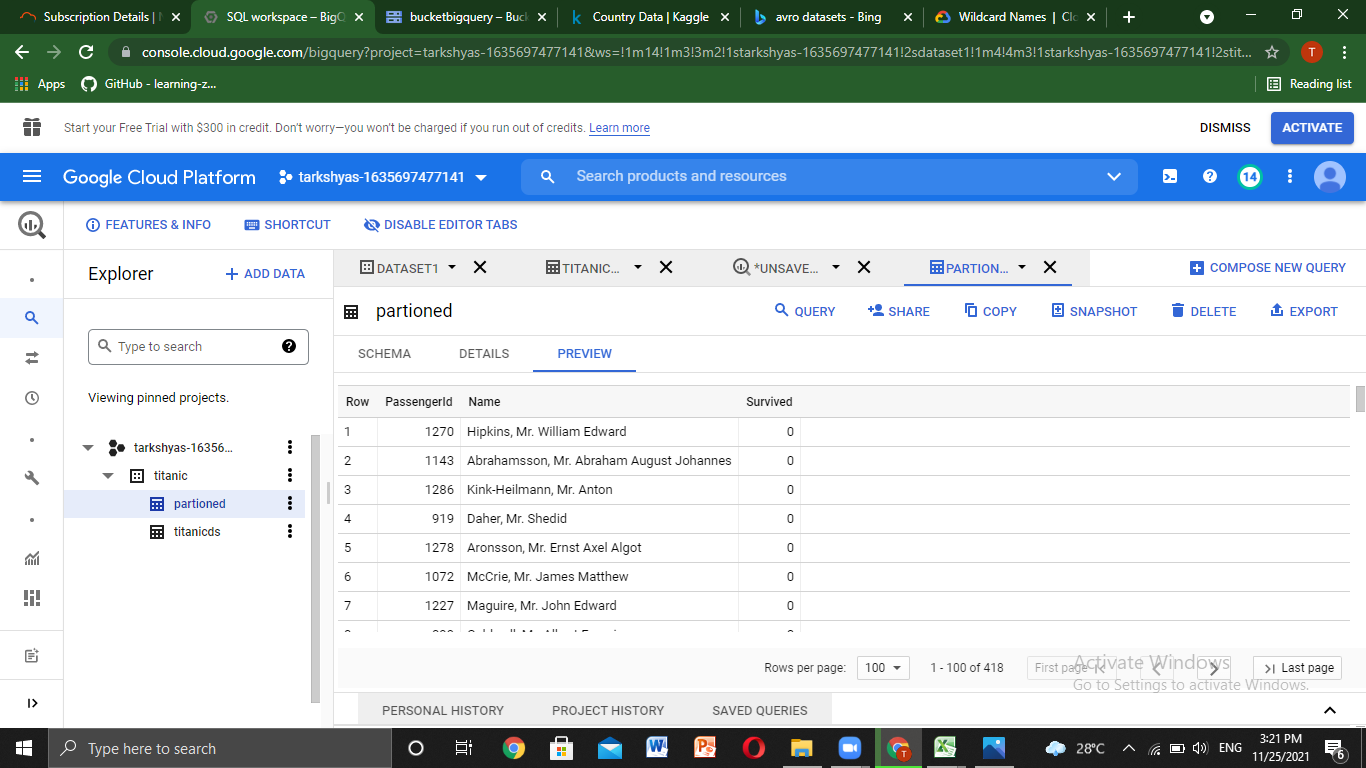 Subscription Details |
SQL workspace – BigQ
bucketbigquery – Buck
Country Data | Kaggle
avro datasets - Bing
Wildcard Names | Clo
console.cloud.google.com/bigquery?project=tarkshyas-1635697477141&ws=!1m14!1m3!3m2!1starkshyas-1635697477141!2sdataset1!1m4!4m3!1starkshyas-1635697477141!2stit...
T
Apps
GitHub - learning-z...
Reading list
Start your Free Trial with $300 in credit. Don't worry—you won't be charged if you run out of credits. Learn more
DISMISS
ACTIVATE
Google Cloud Platform
tarkshyas-1635697477141
Search products and resources
14
FEATURES & INFO
SHORTCUT
DISABLE EDITOR TABS
Explorer
+ ADD DATA
DATASET1
TITANIC...
*UNSAVE...
PARTION...
COMPOSE NEW QUERY
partioned
QUERY
SHARE
COPY
SNAPSHOT
DELETE
EXPORT
Type to search
SCHEMA
DETAILS
PREVIEW
Viewing pinned projects.
tarkshyas-16356...
titanic
partioned
titanicds
Row PassengerId Name Survived
1 1270 Hipkins, Mr. William Edward 0
2 1143 Abrahamsson, Mr. Abraham August Johannes 0
3 1286 Kink-Heilmann, Mr. Anton 0
4 919 Daher, Mr. Shedid 0
5 1278 Aronsson, Mr. Ernst Axel Algot 0
6 1072 McCrie, Mr. James Matthew 0
7 1227 Maguire, Mr. John Edward 0
Rows per page: 100 1 - 100 of 418 First page Last page
Activate Windows
Go to Settings to activate Windows.
PERSONAL HISTORY
PROJECT HISTORY
SAVED QUERIES
Type here to search
28°C
ENG
3:21 PM
11/25/2021
6